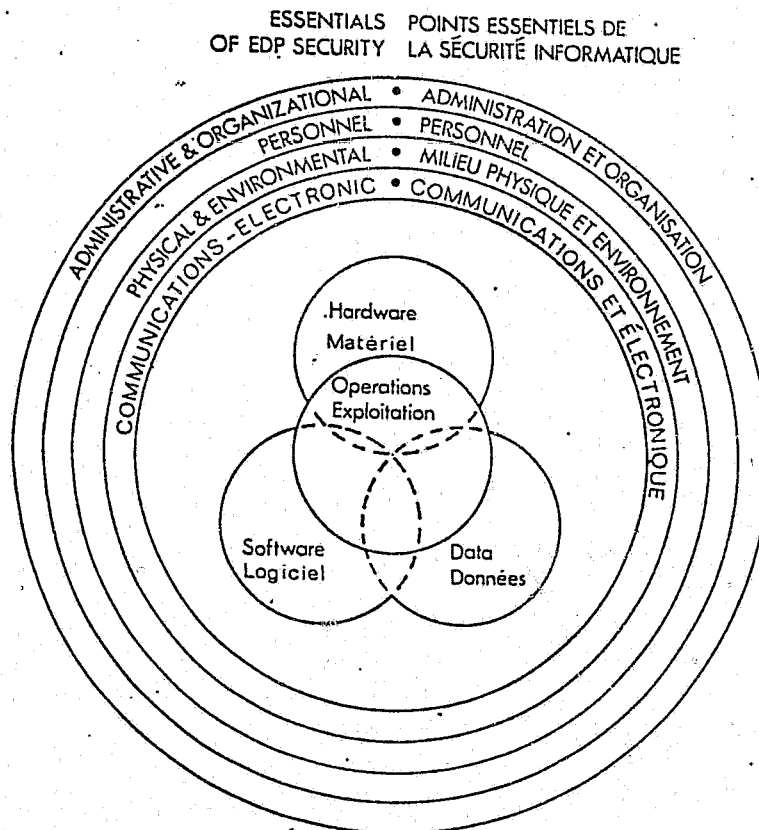 ESSENTIALS POINTS ESSENTIELS DE
OF EDP SECURITY LA SÉCURITÉ INFORMATIQUE
ADMINISTRATIVE & ORGANIZATIONAL • ADMINISTRATION ET ORGANISATION
PERSONNEL • PERSONNEL
PHYSICAL & ENVIRONMENTAL • MILIEU PHYSIQUE ET ENVIRONNEMENT
COMMUNICATIONS-ELECTRONIC • COMMUNICATIONS ET ÉLECTRONIQUE
Hardware
Matériel
Operations
Exploitation
Software
Logiciel
Data
Données